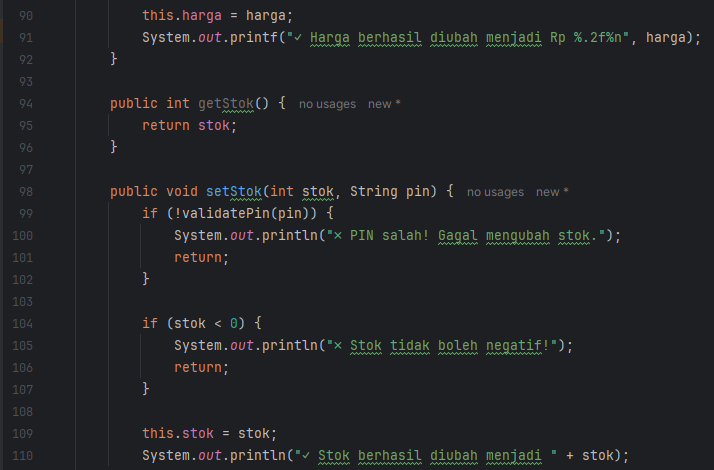 90 this.harga = harga;
91 System.out.printf("✓ Harga berhasil diubah menjadi Rp %.2f%n", harga);
92 }
93
94 public int getStok() { no usages new *
95 return stok;
96 }
97
98 public void setStok(int stok, String pin) { no usages new *
99 if (!validatePin(pin)) {
100 System.out.println("✕ PIN salah! Gagal mengubah stok.");
101 return;
102 }
103
104 if (stok < 0) {
105 System.out.println("✕ Stok tidak boleh negatif!");
106 return;
107 }
108
109 this.stok = stok;
110 System.out.println("✓ Stok berhasil diubah menjadi " + stok);